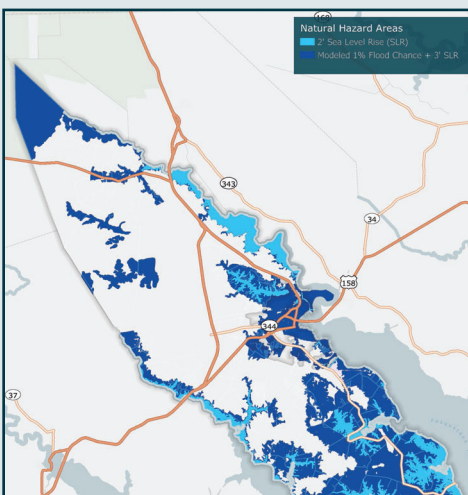 168
Natural Hazard Areas
2' Sea Level Rise (SLR)
Modeled 1% Flood Chance + 3' SLR
343
34
158
344
37